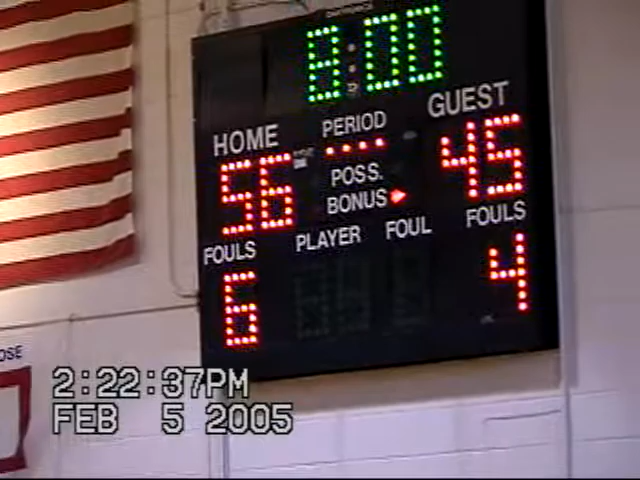 8:00
HOME PERIOD GUEST
56 45
POSS.
BONUS
FOULS PLAYER FOUL FOULS
6 4
OSE
2:22:37PM
FEB 5 2005